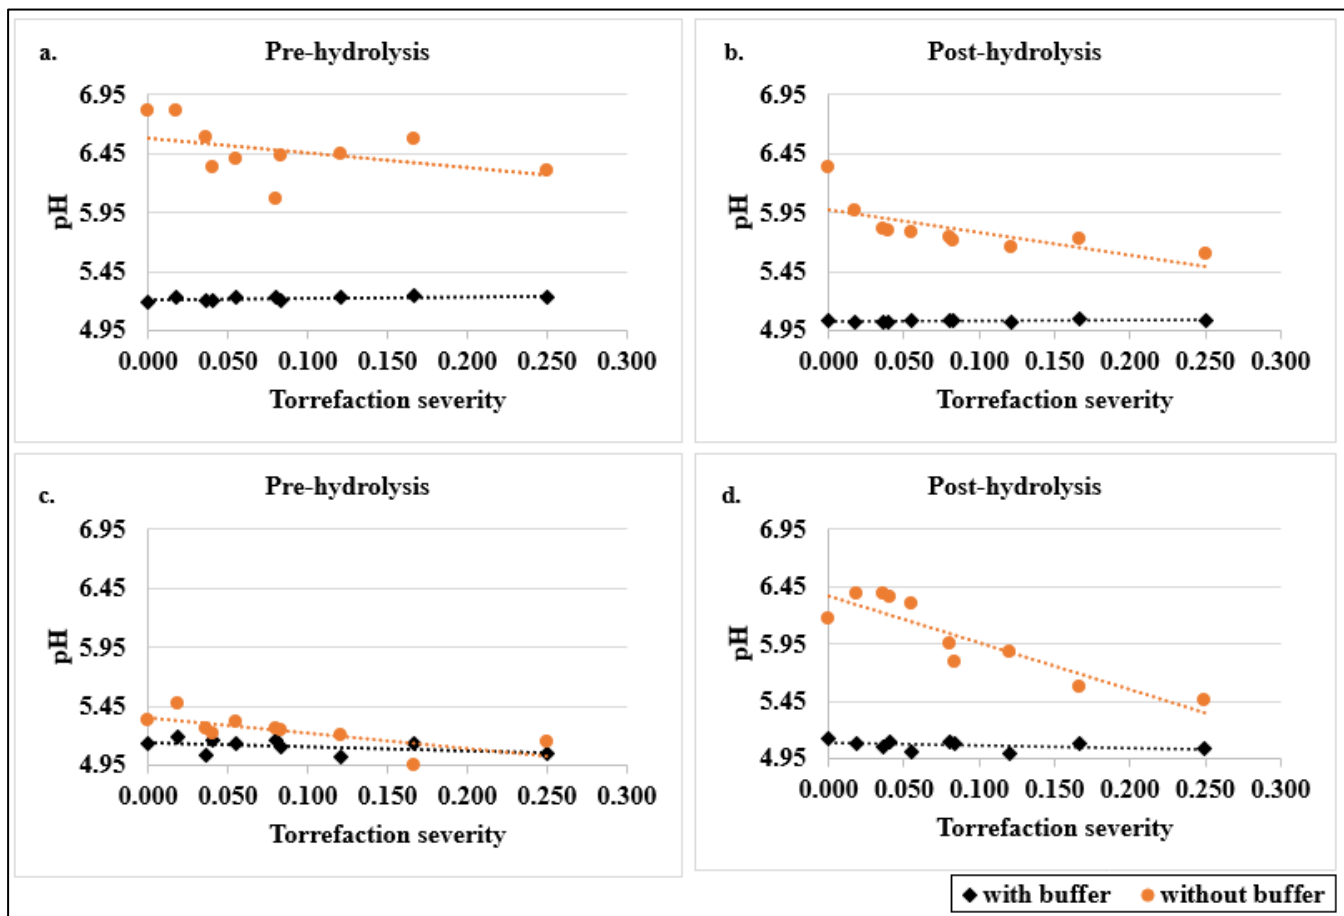 a.
Pre-hydrolysis
6.95
6.45
5.95
5.45
4.95
pH
0.000 0.050 0.100 0.150 0.200 0.250 0.300
Torrefaction severity
b.
Post-hydrolysis
6.95
6.45
5.95
5.45
4.95
pH
0.000 0.050 0.100 0.150 0.200 0.250 0.300
Torrefaction severity
c.
Pre-hydrolysis
6.95
6.45
5.95
5.45
4.95
pH
0.000 0.050 0.100 0.150 0.200 0.250 0.300
Torrefaction severity
d.
Post-hydrolysis
6.95
6.45
5.95
5.45
4.95
pH
0.000 0.050 0.100 0.150 0.200 0.250 0.300
Torrefaction severity
with buffer without buffer